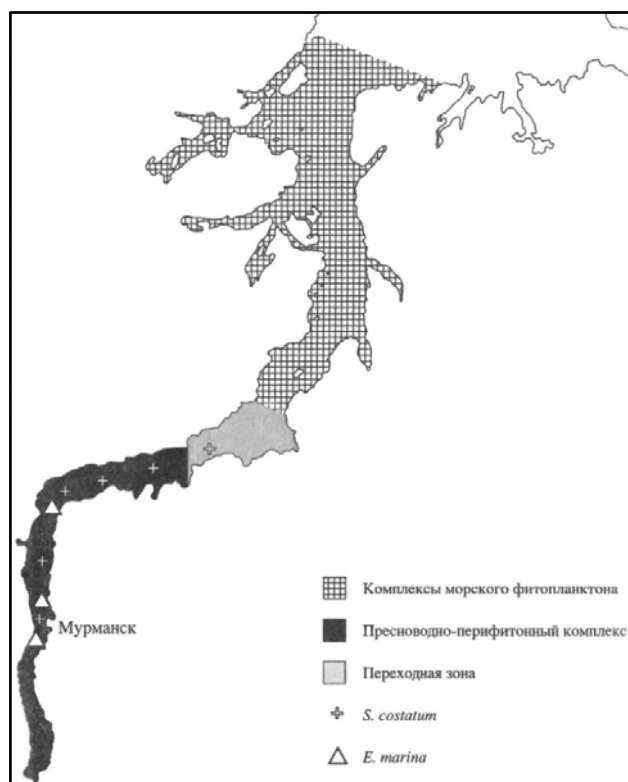 Мурманск
Комплексы морского фитопланктона
Пресноводно-перифитонный комплекс
Переходная зона
S. costatum
E. marina